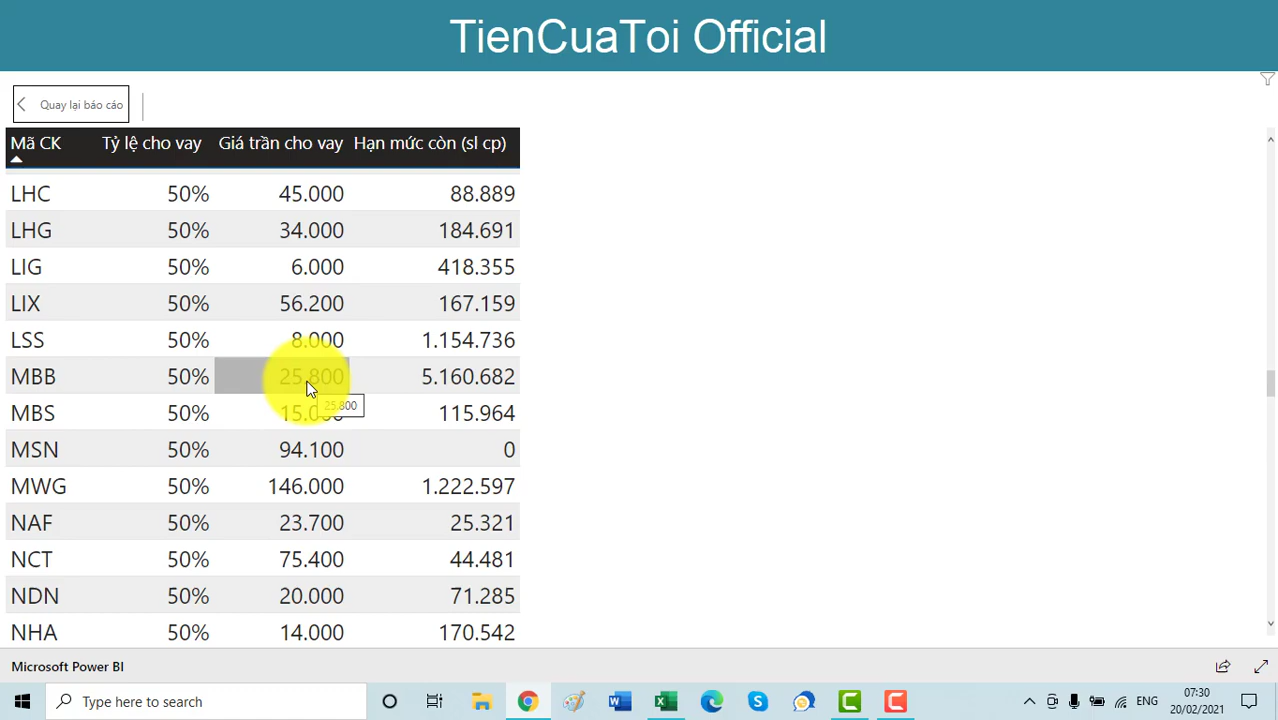 TienCuaToi Official
Quay lại báo cáo
Mã CK Tỷ lệ cho vay Giá trần cho vay Hạn mức còn (sl cp)
LHC 50% 45.000 88.889
LHG 50% 34.000 184.691
LIG 50% 6.000 418.355
LIX 50% 56.200 167.159
LSS 50% 8.000 1.154.736
MBB 50% 25.800 5.160.682
25.800
MBS 50% 15.000 115.964
MSN 50% 94.100 0
MWG 50% 146.000 1.222.597
NAF 50% 23.700 25.321
NCT 50% 75.400 44.481
NDN 50% 20.000 71.285
NHA 50% 14.000 170.542
Microsoft Power BI
Type here to search
ENG
07:30
20/02/2021